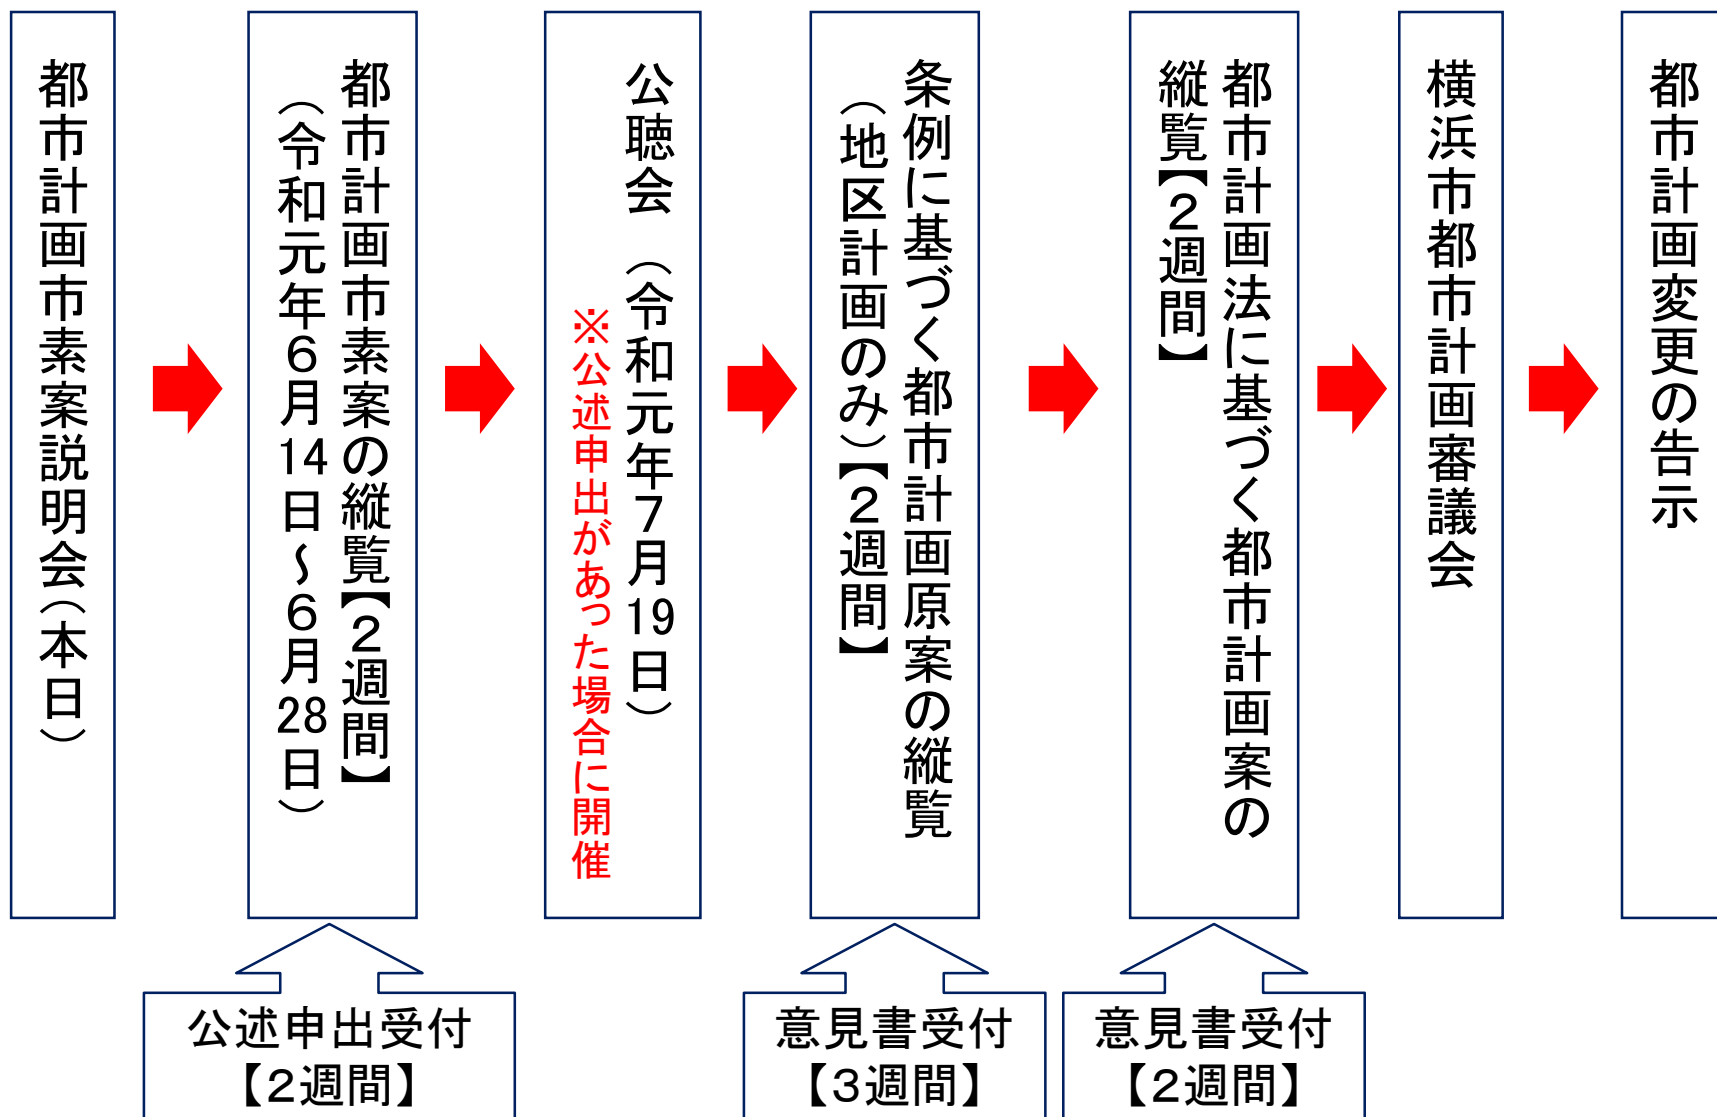 都市計画市素案説明会（本日）
都市計画市素案の縦覧【２週間】
（令和元年６月14日～６月28日）
公聴会　（令和元年７月19日）
※公述申出があった場合に開催
条例に基づく都市計画原案の縦覧
（地区計画のみ）【２週間】
都市計画法に基づく都市計画案の
縦覧【２週間】
横浜市都市計画審議会
都市計画変更の告示
公述申出受付
【２週間】
意見書受付
【３週間】
意見書受付
【２週間】